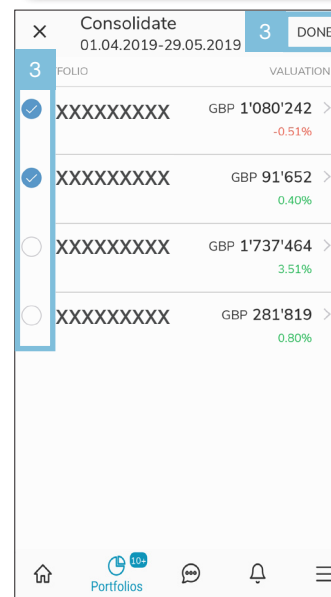 Consolidate
01.04.2019-29.05.2019
3
DONE
3
FOLIO
VALUATION
XXXXXXXXX
GBP 1'080'242
-0.51%
XXXXXXXXX
GBP 91'652
0.40%
XXXXXXXXX
GBP 1'737'464
3.51%
XXXXXXXXX
GBP 281'819
0.80%
10+
Portfolios